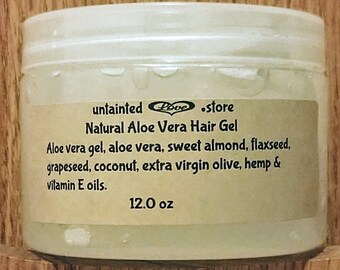 untainted Love .store
Natural Aloe Vera Hair Gel
Aloe vera gel, aloe vera, sweet almond, flaxseed,
grapeseed, coconut, extra virgin olive, hemp &
vitamin E oils.
12.0 oz